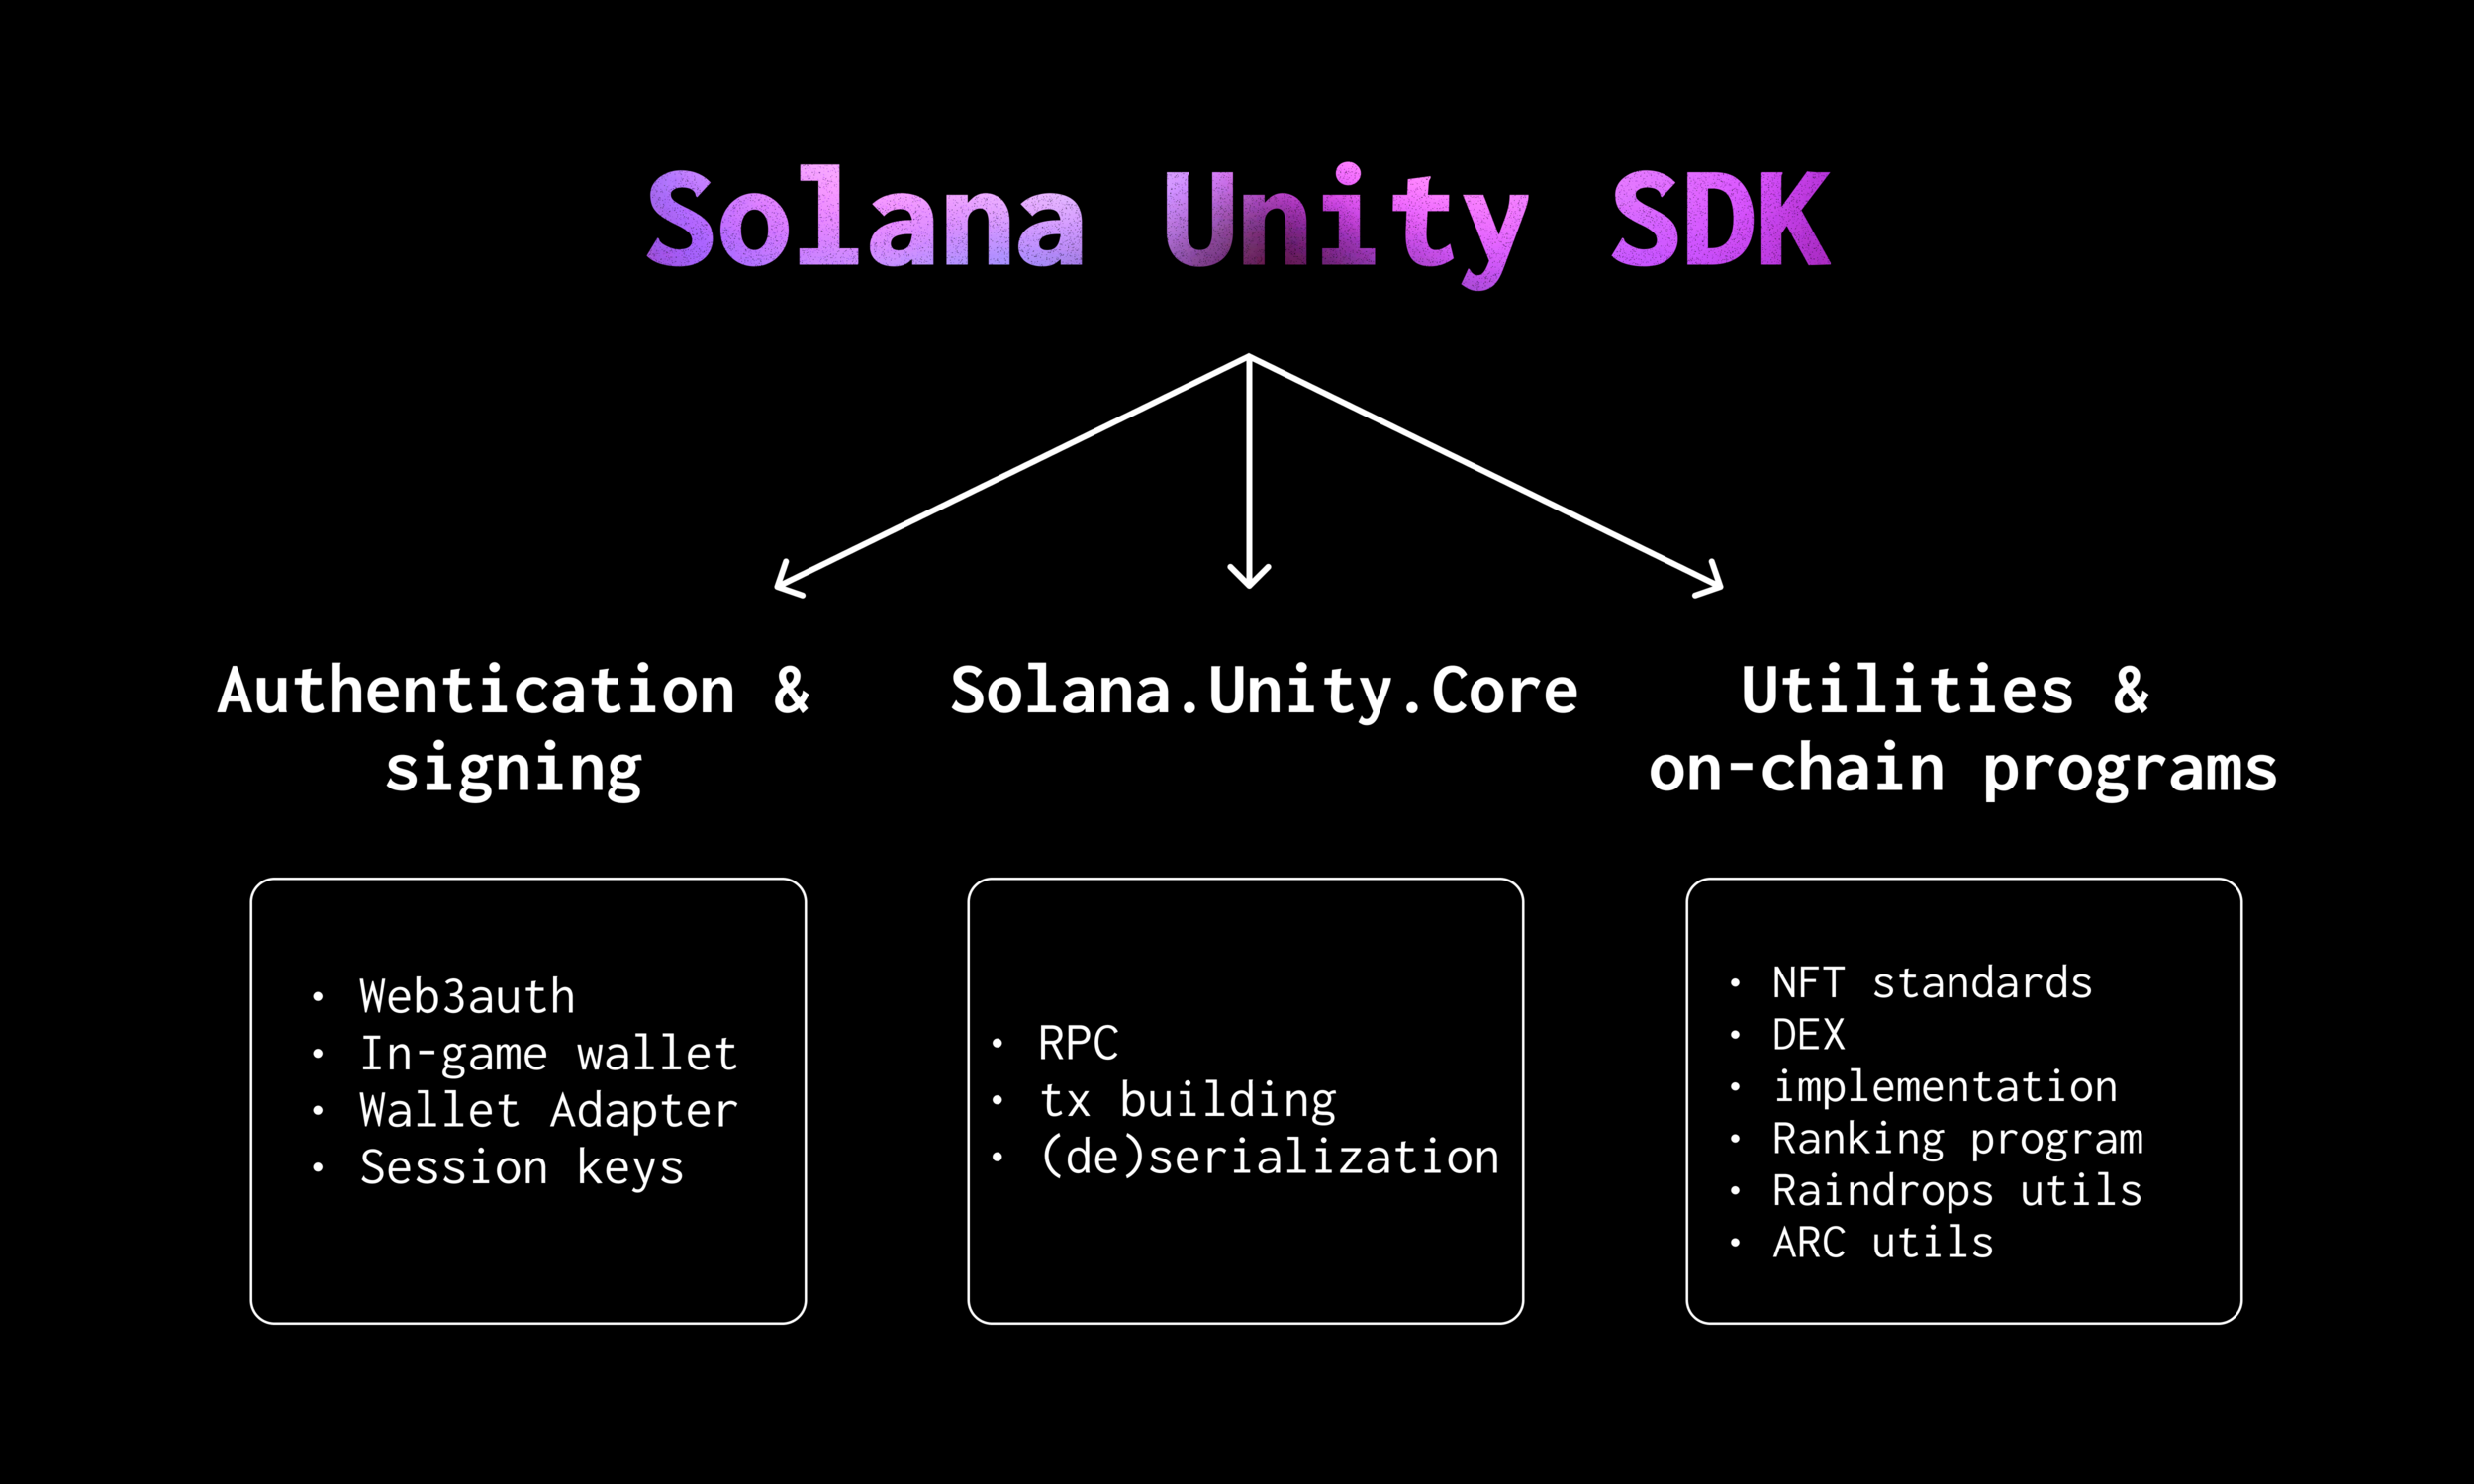 Solana Unity SDK
Authentication &
signing
• Web3auth
• In-game wallet
• Wallet Adapter
• Session keys
Solana.Unity.Core
• RPC
• tx building
• (de)serialization
Utilities &
on-chain programs
• NFT standards
• DEX
• implementation
• Ranking program
• Raindrops utils
• ARC utils